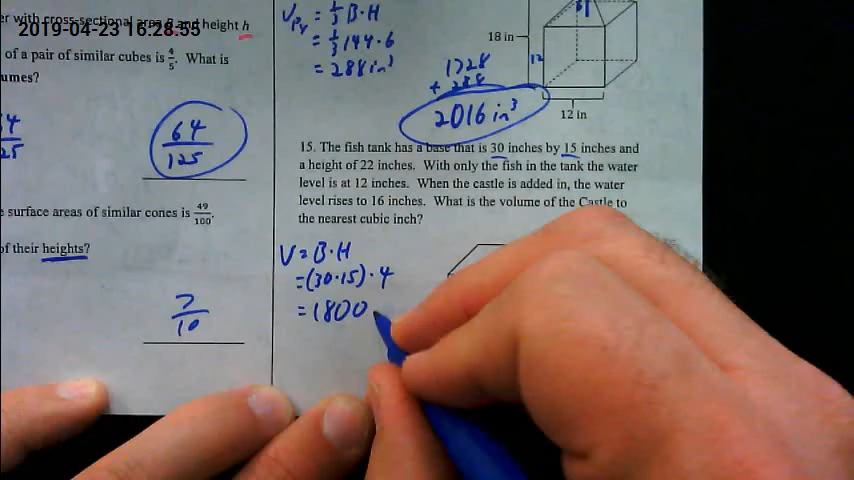 er with cross-sectional area B and height h
2019-04-23 16:28:55
of a pair of similar cubes is 4/5. What is
umes?
64
125
surface areas of similar cones is 49/100.
of their heights?
7
10
= 1/3 B·H
= 1/3 144·6
= 288 in³
1728
+ 288
2016 in³
18 in
12
12 in
15. The fish tank has a base that is 30 inches by 15 inches and
a height of 22 inches. With only the fish in the tank the water
level is at 12 inches. When the castle is added in, the water
level rises to 16 inches. What is the volume of the Castle to
the nearest cubic inch?
V = B·H
= (30·15)·4
= 1800